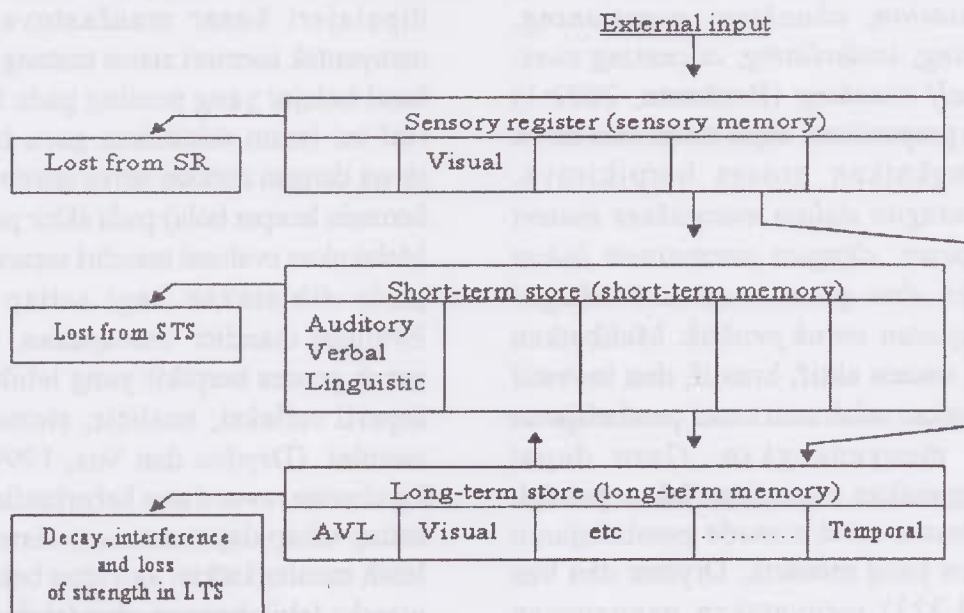 External input
Sensory register (sensory memory)
Lost from SR
Visual
Short-term store (short-term memory)
Lost from STS
Auditory
Verbal
Linguistic
Long-term store (long-term memory)
Decay, interference
and loss
of strength in LTS
AVL Visual etc Temporal